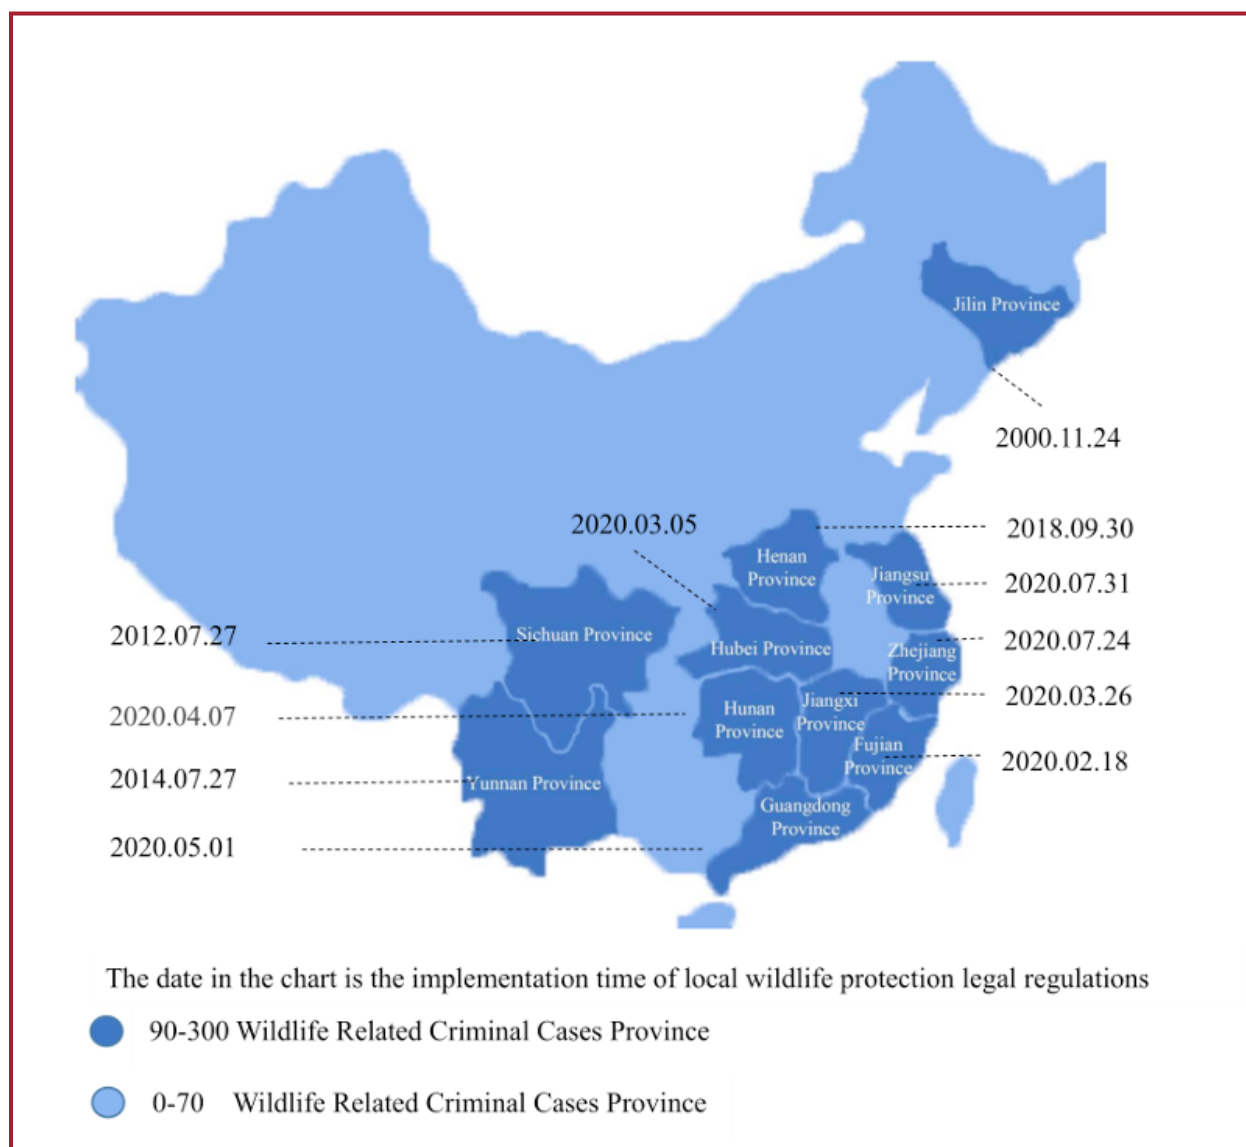 Jilin Province
2000.11.24
2020.03.05
2018.09.30
Henan
Province
Jiangsu
Province
2020.07.31
2012.07.27
Sichuan Province
Hubei Province
Zhejiang
Province
2020.07.24
2020.04.07
Hunan
Province
Jiangxi
Province
2020.03.26
Fujian
Province
2020.02.18
2014.07.27
Yunnan Province
Guangdong
Province
2020.05.01
The date in the chart is the implementation time of local wildlife protection legal regulations
90-300 Wildlife Related Criminal Cases Province
0-70 Wildlife Related Criminal Cases Province